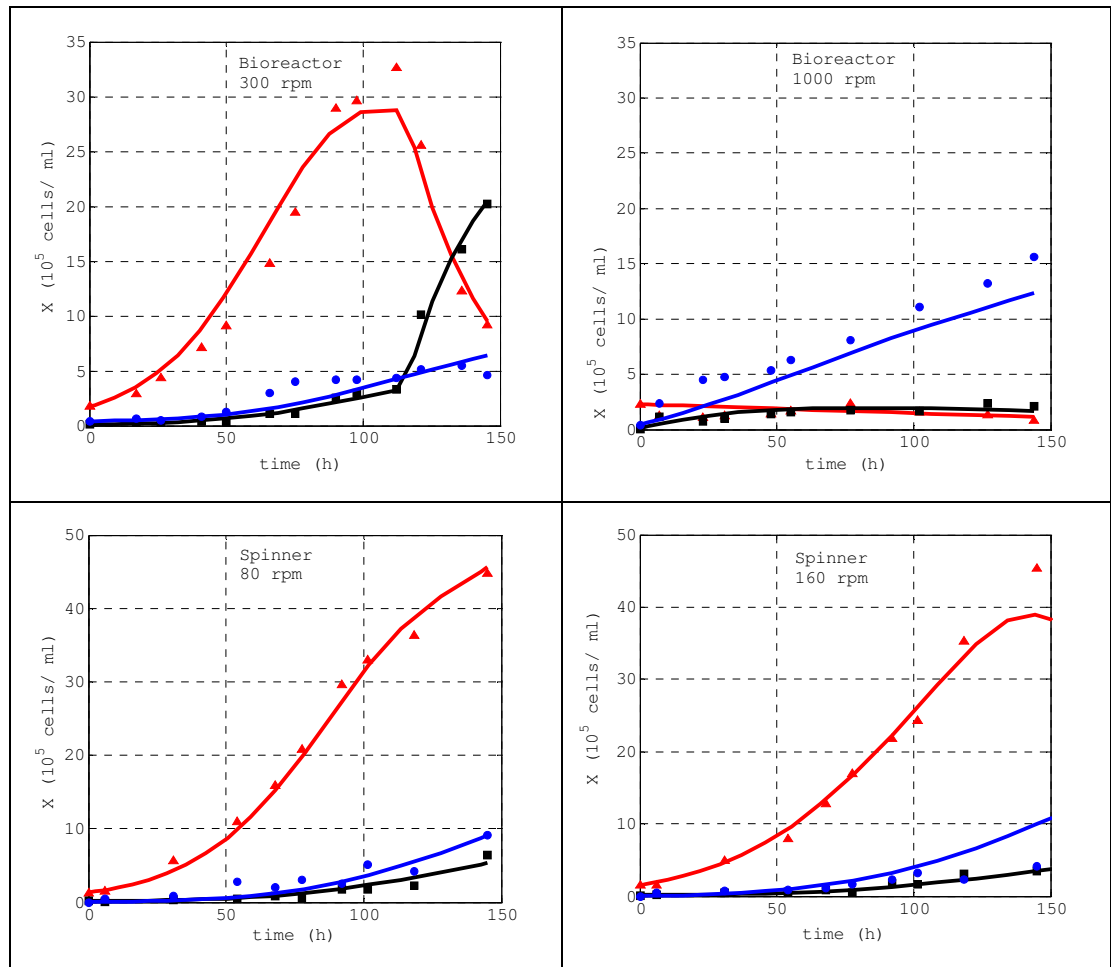 Bioreactor
300 rpm
X (10⁵ cells/ ml)
35
30
25
20
15
10
5
0
0 50 100 150
time (h)
Bioreactor
1000 rpm
X (10⁵ cells/ ml)
35
30
25
20
15
10
5
0
0 50 100 150
time (h)
Spinner
80 rpm
X (10⁵ cells/ ml)
50
40
30
20
10
0
0 50 100 150
time (h)
Spinner
160 rpm
X (10⁵ cells/ ml)
50
40
30
20
10
0
0 50 100 150
time (h)